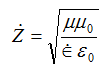 Ż = √(μμ₀ / ∈̇ ε₀)